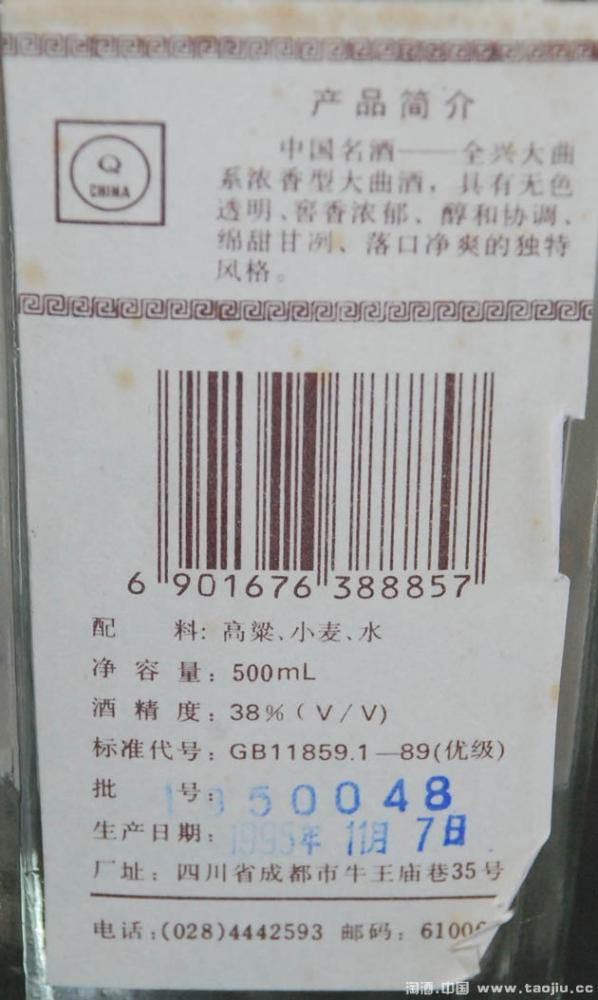 产品简介
Q
CHINA
中国名酒——全兴大曲
系浓香型大曲酒，具有无色
透明、窖香浓郁、醇和协调、
绵甜甘冽、落口净爽的独特
风格。
6 901676 388857
配 料: 高粱、小麦、水
净容量: 500mL
酒精度: 38%(V/V)
标准代号: GB11859.1—89(优级)
批 号: 50048
生产日期: 1995年 11月 7日
厂址: 四川省成都市牛王庙巷35号
电话:(028)4442593 邮码: 6100
淘酒.中国 www.taojiu.cc